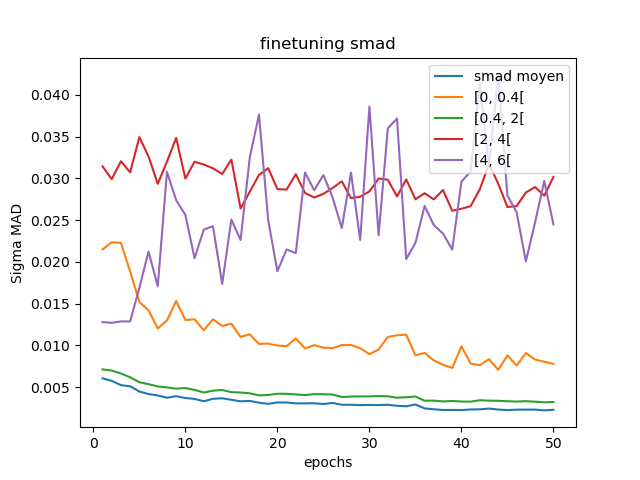 finetuning smad
smad moyen
[0, 0.4[
[0.4, 2[
[2, 4[
[4, 6[
0.040
0.035
0.030
0.025
0.020
0.015
0.010
0.005
Sigma MAD
0 10 20 30 40 50
epochs